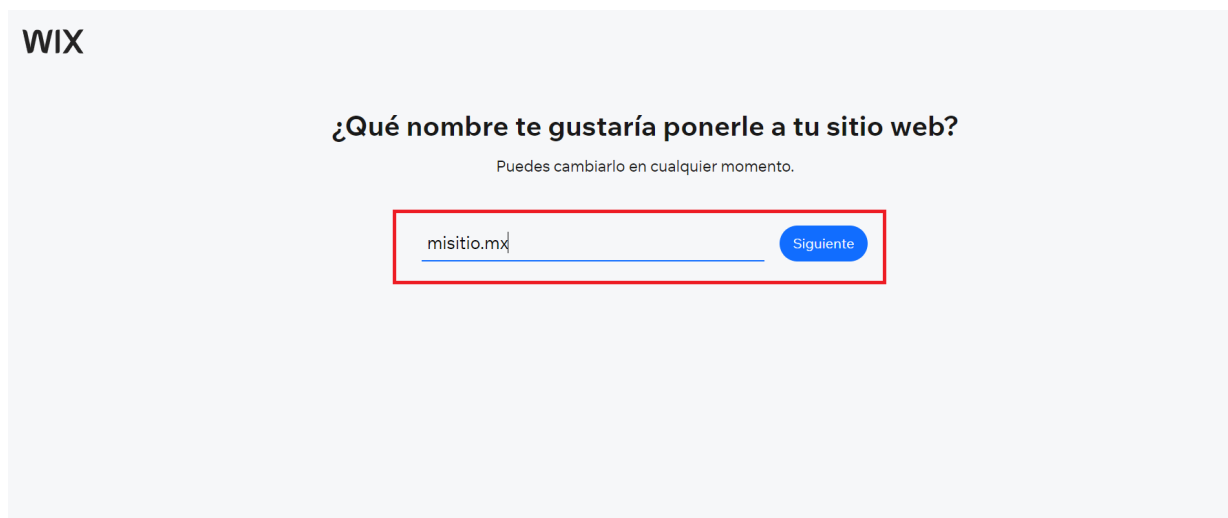 WIX
¿Qué nombre te gustaría ponerle a tu sitio web?
Puedes cambiarlo en cualquier momento.
misitio.mx
Siguiente